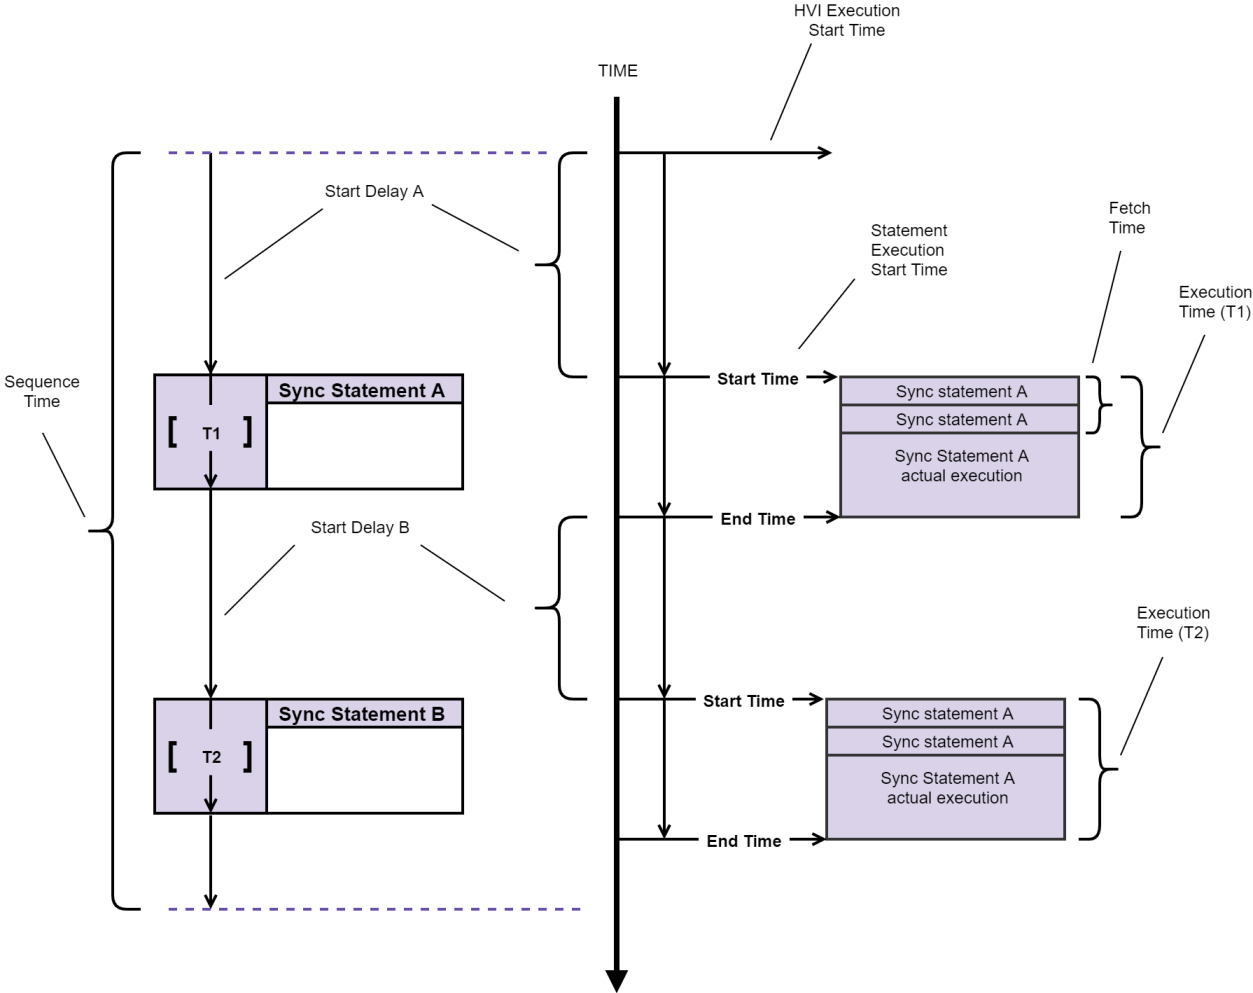 HVI Execution
Start Time
TIME
Start Delay A
Fetch
Time
Statement
Execution
Start Time
Execution
Time (T1)
Sequence
Time
Sync Statement A
T1
[ ]
Start Time
Sync statement A
Sync statement A
Sync Statement A
actual execution
End Time
Start Delay B
Execution
Time (T2)
Sync Statement B
T2
[ ]
Start Time
Sync statement A
Sync statement A
Sync Statement A
actual execution
End Time